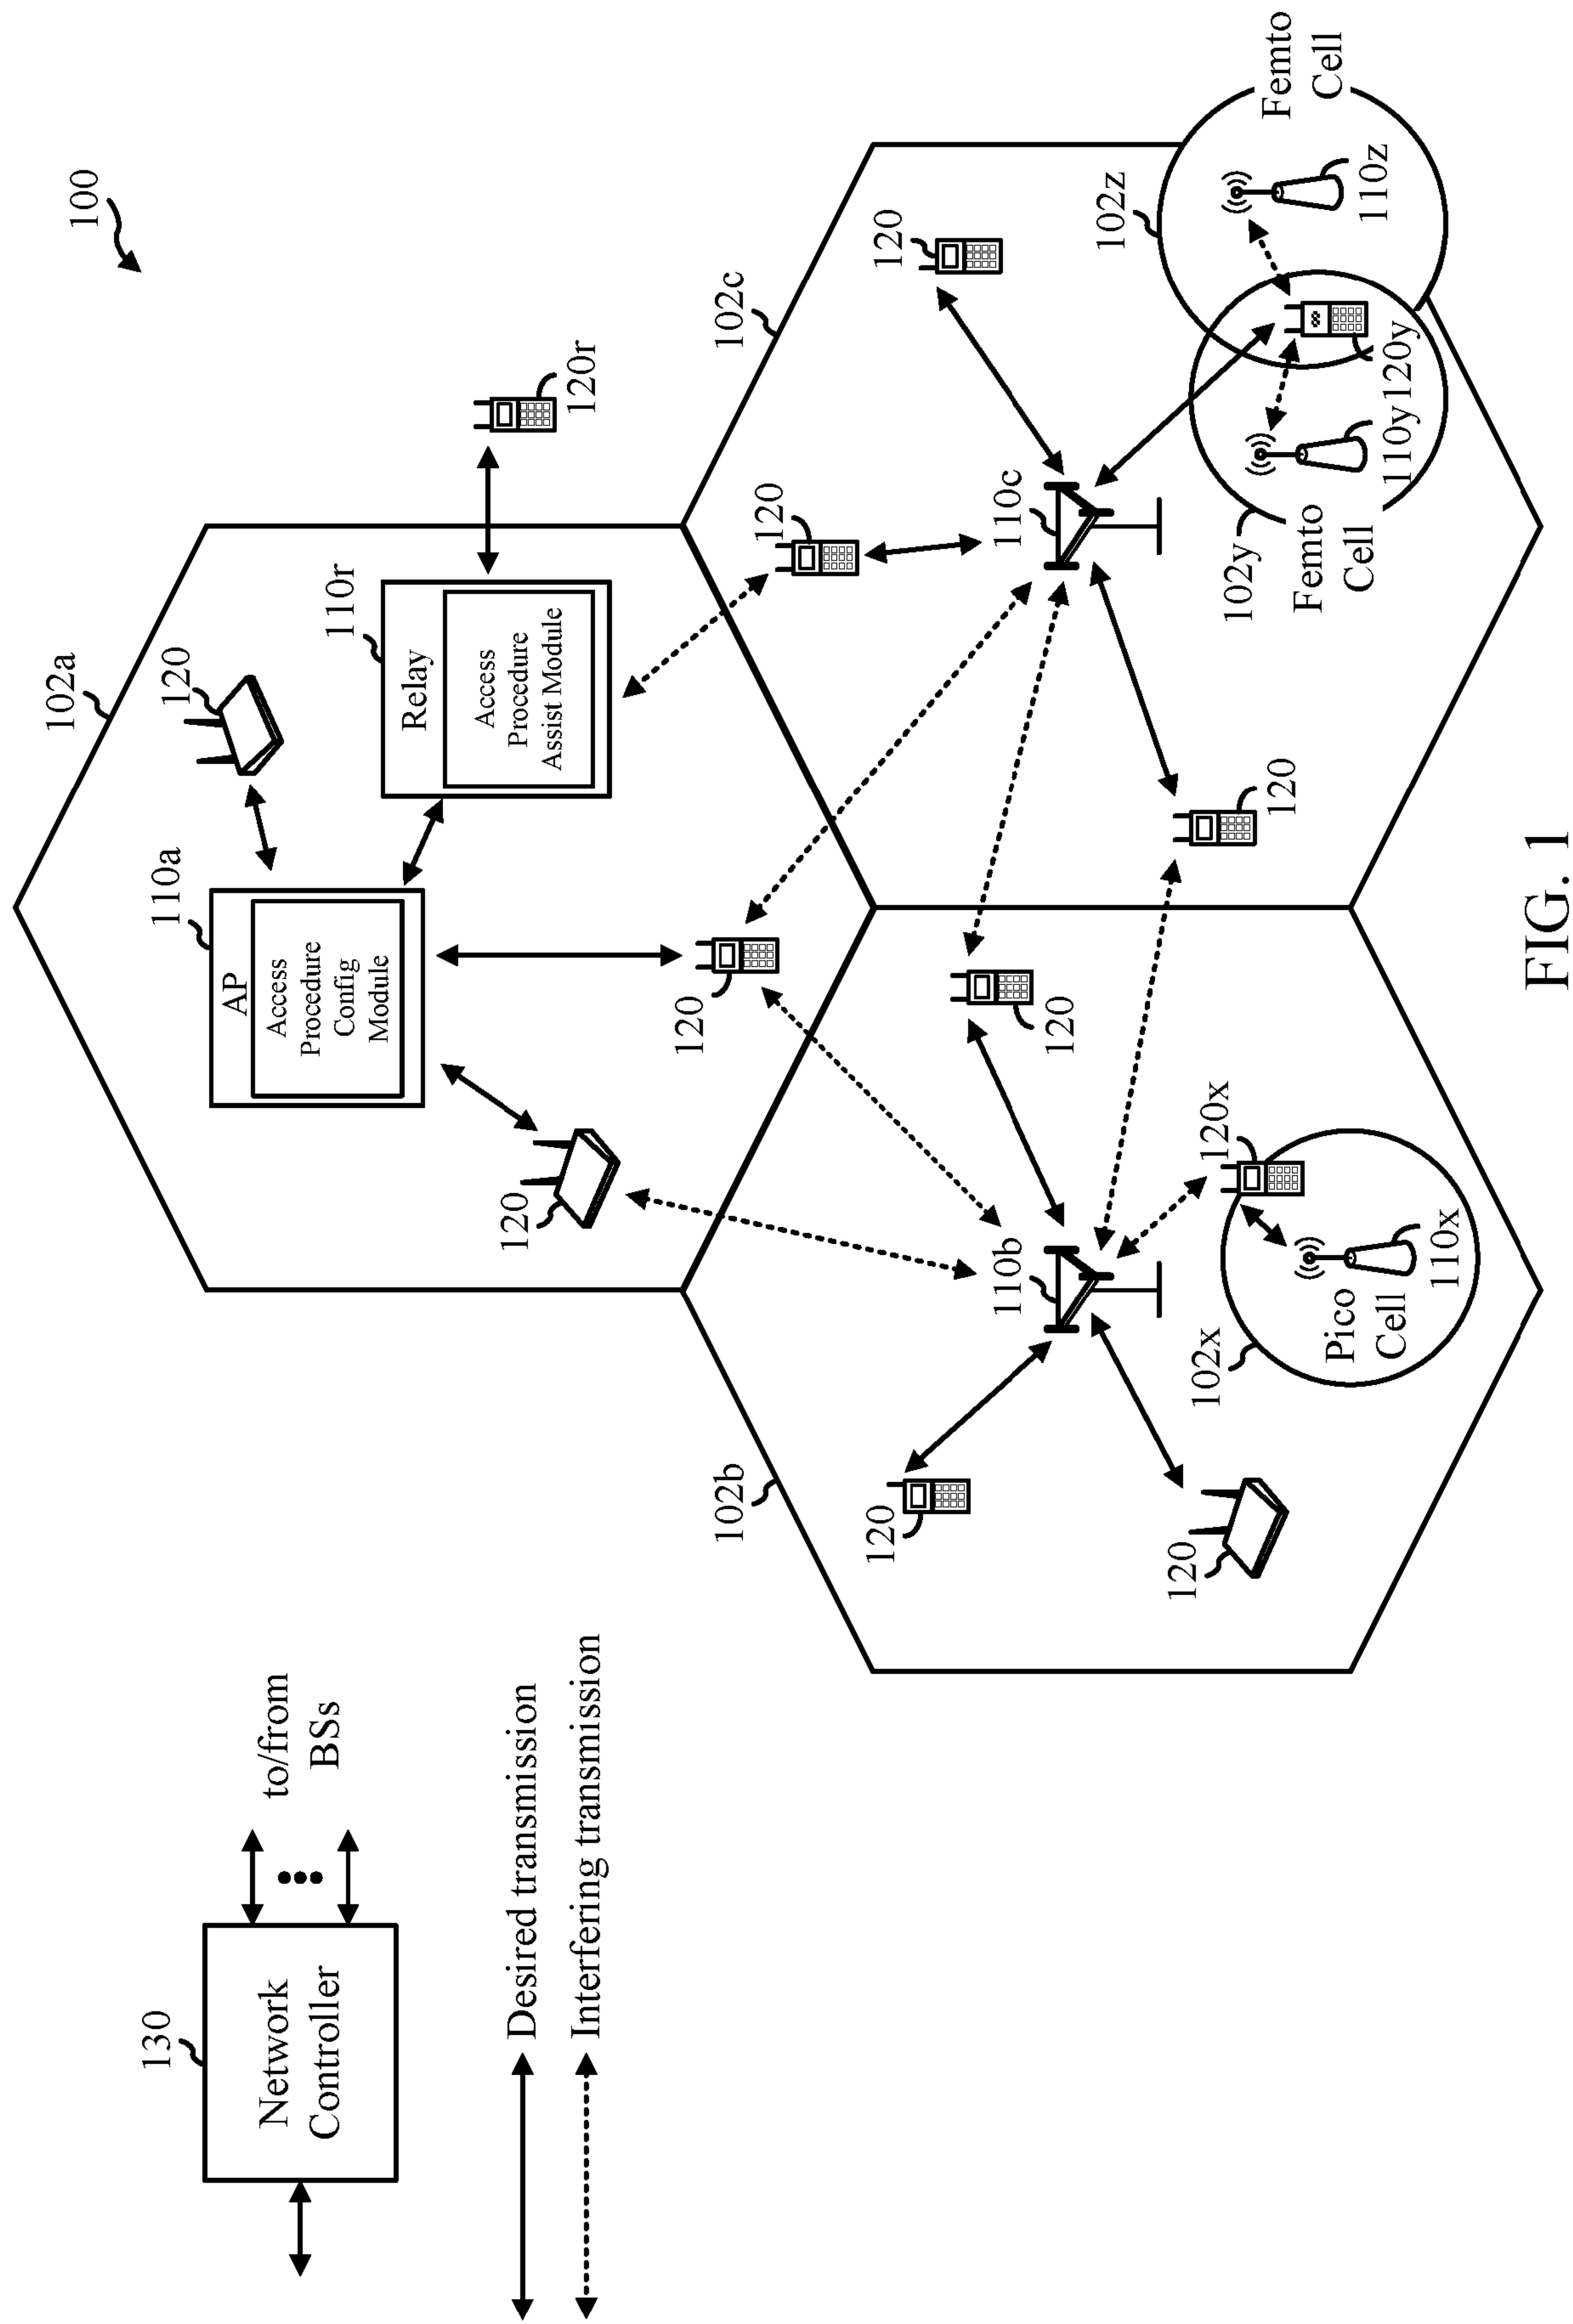 100
130
Network
Controller
to/from
BSs
Desired transmission
Interfering transmission
102a
110a
AP
Access
Procedure
Config
Module
120
110r
Relay
Access
Procedure
Assist Module
120r
120
120
102b
110b
120
120
120
102x
Pico
Cell
110x
120x
102c
110c
120
120
120
102y
Femto
Cell
110y
120y
102z
110z
Femto
Cell
FIG. 1